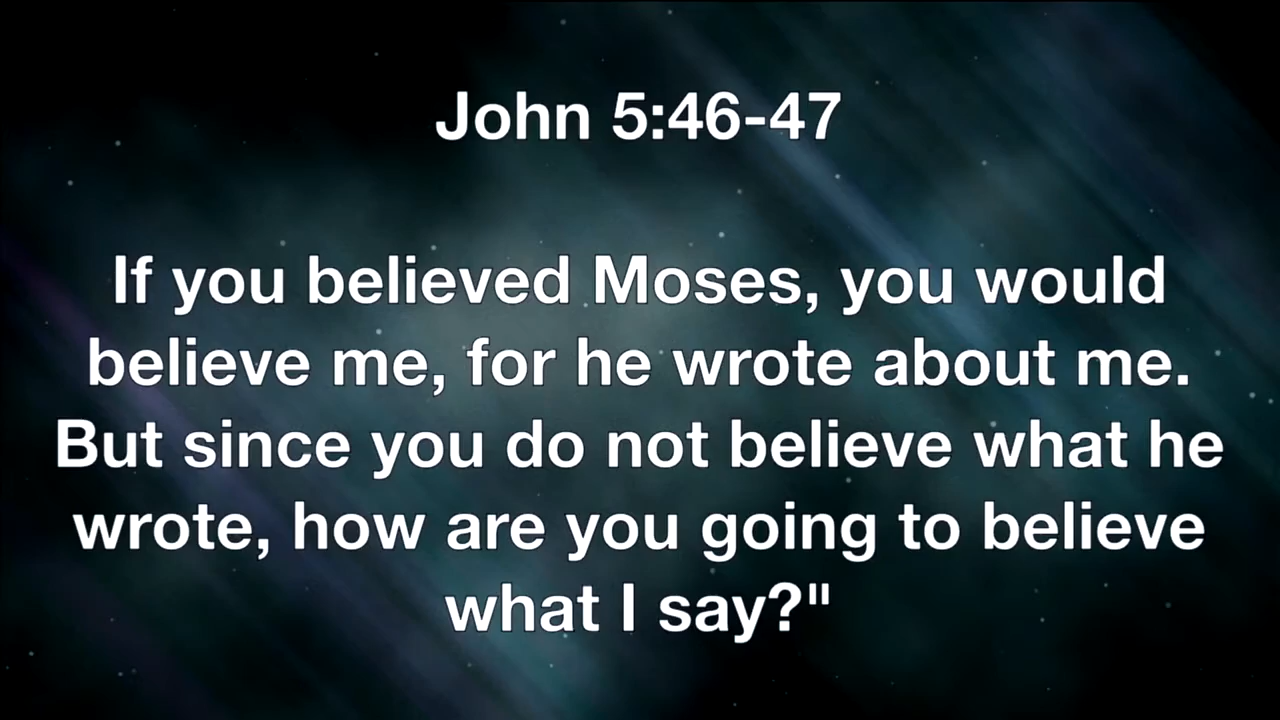 John 5:46-47
If you believed Moses, you would
believe me, for he wrote about me.
But since you do not believe what he
wrote, how are you going to believe
what I say?"